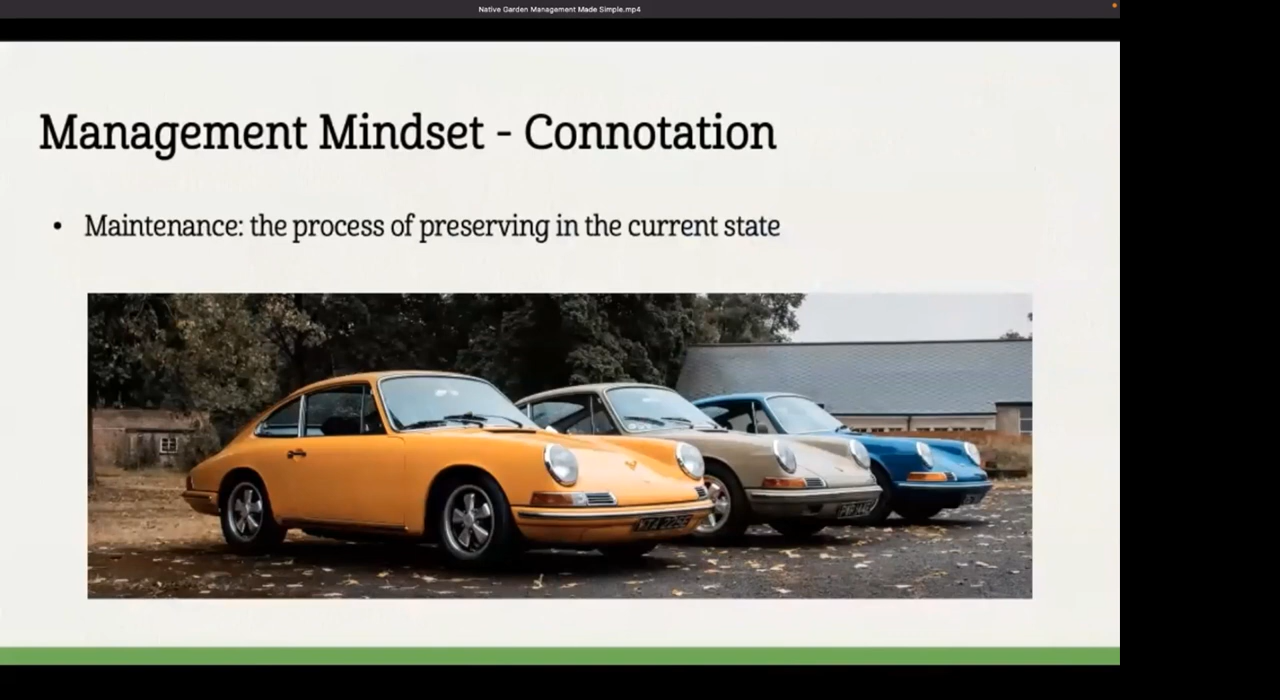 Native Garden Management Made Simple.mp4
Management Mindset - Connotation
• Maintenance: the process of preserving in the current state